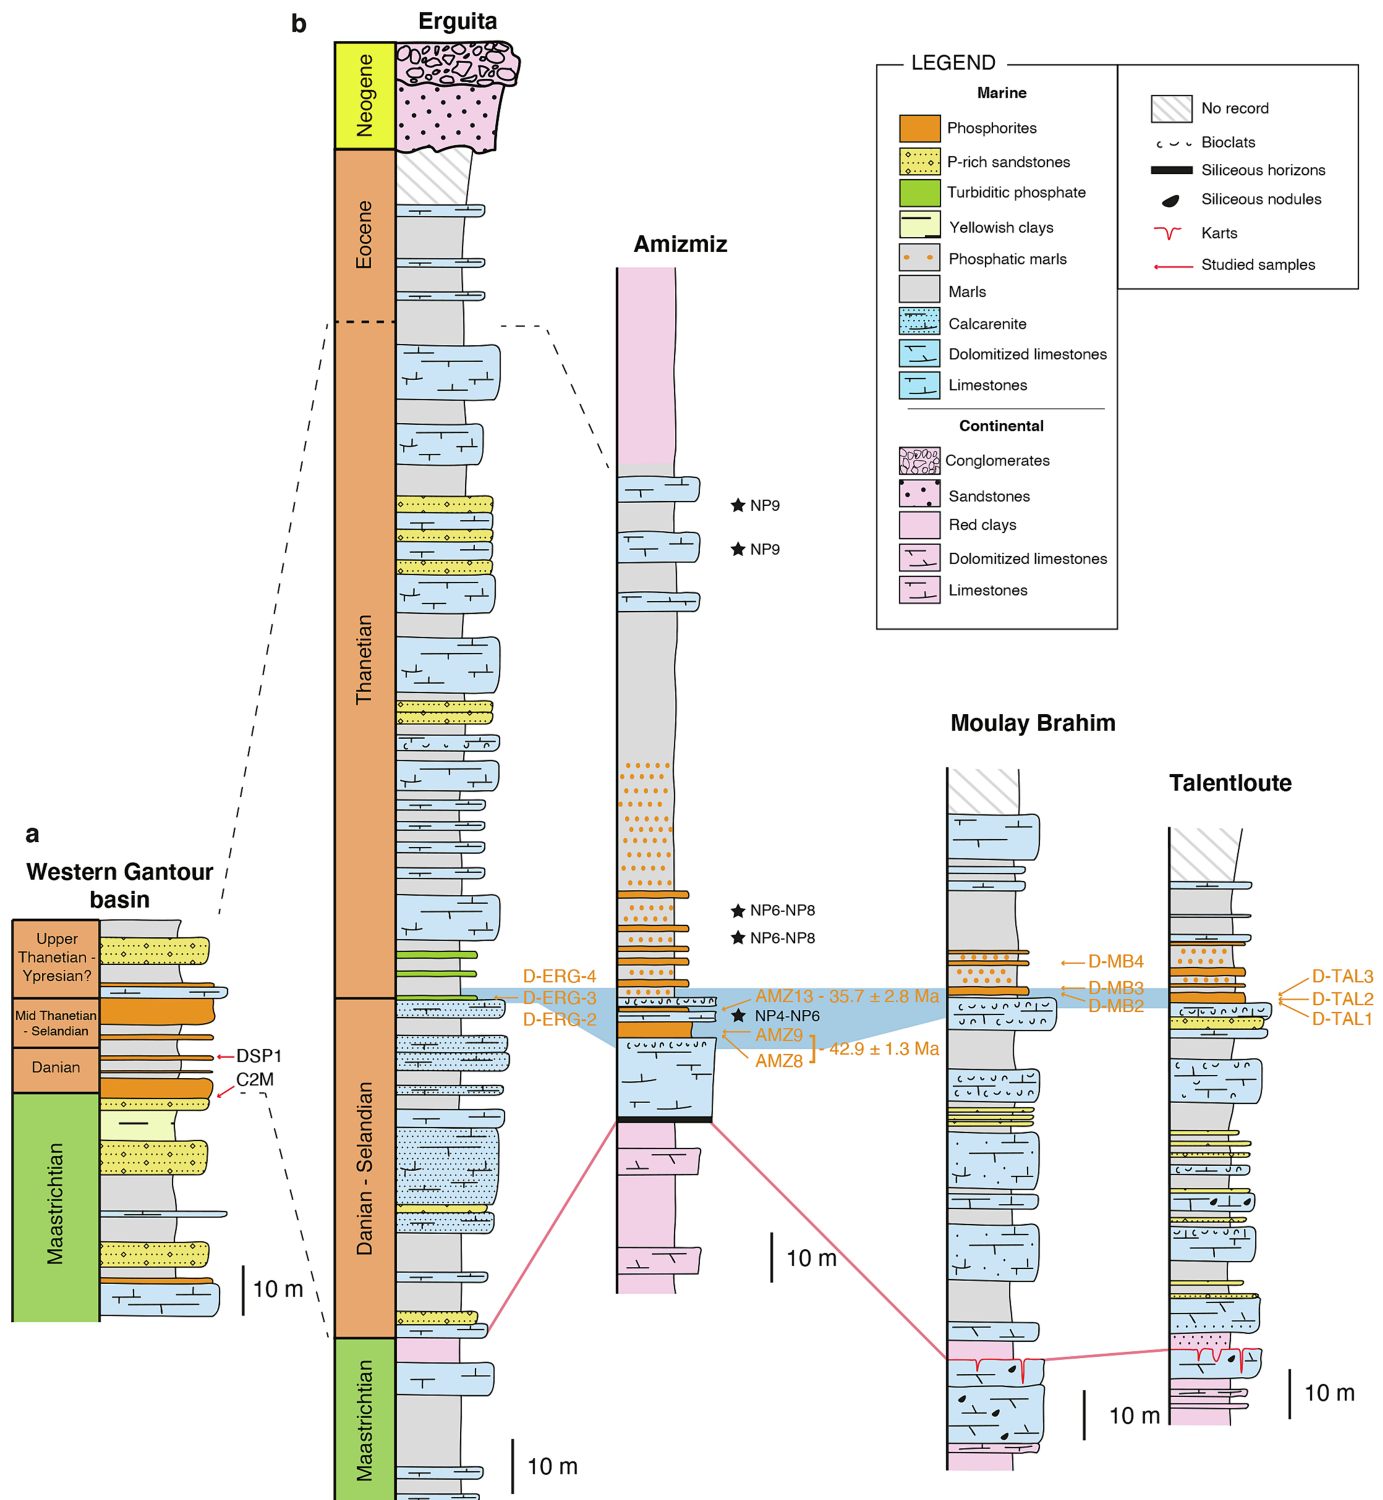 b
Erguita
Neogene
Eocene
Thanetian
Danian - Selandian
Maastrichtian
10 m
a
Western Gantour
basin
Upper
Thanetian -
Ypresian?
Mid Thanetian
- Selandian
Danian
Maastrichtian
DSP1
C2M
10 m
Amizmiz
NP9
NP9
NP6-NP8
NP6-NP8
D-ERG-4
D-ERG-3
D-ERG-2
AMZ13 - 35.7 ± 2.8 Ma
NP4-NP6
AMZ9
- 42.9 ± 1.3 Ma
AMZ8
10 m
Moulay Brahim
D-MB4
D-MB3
D-MB2
10 m
Talentloute
D-TAL3
D-TAL2
D-TAL1
10 m
LEGEND
Marine
Phosphorites
P-rich sandstones
Turbiditic phosphate
Yellowish clays
Phosphatic marls
Marls
Calcarenite
Dolomitized limestones
Limestones
Continental
Conglomerates
Sandstones
Red clays
Dolomitized limestones
Limestones
No record
Bioclats
Siliceous horizons
Siliceous nodules
Karts
Studied samples